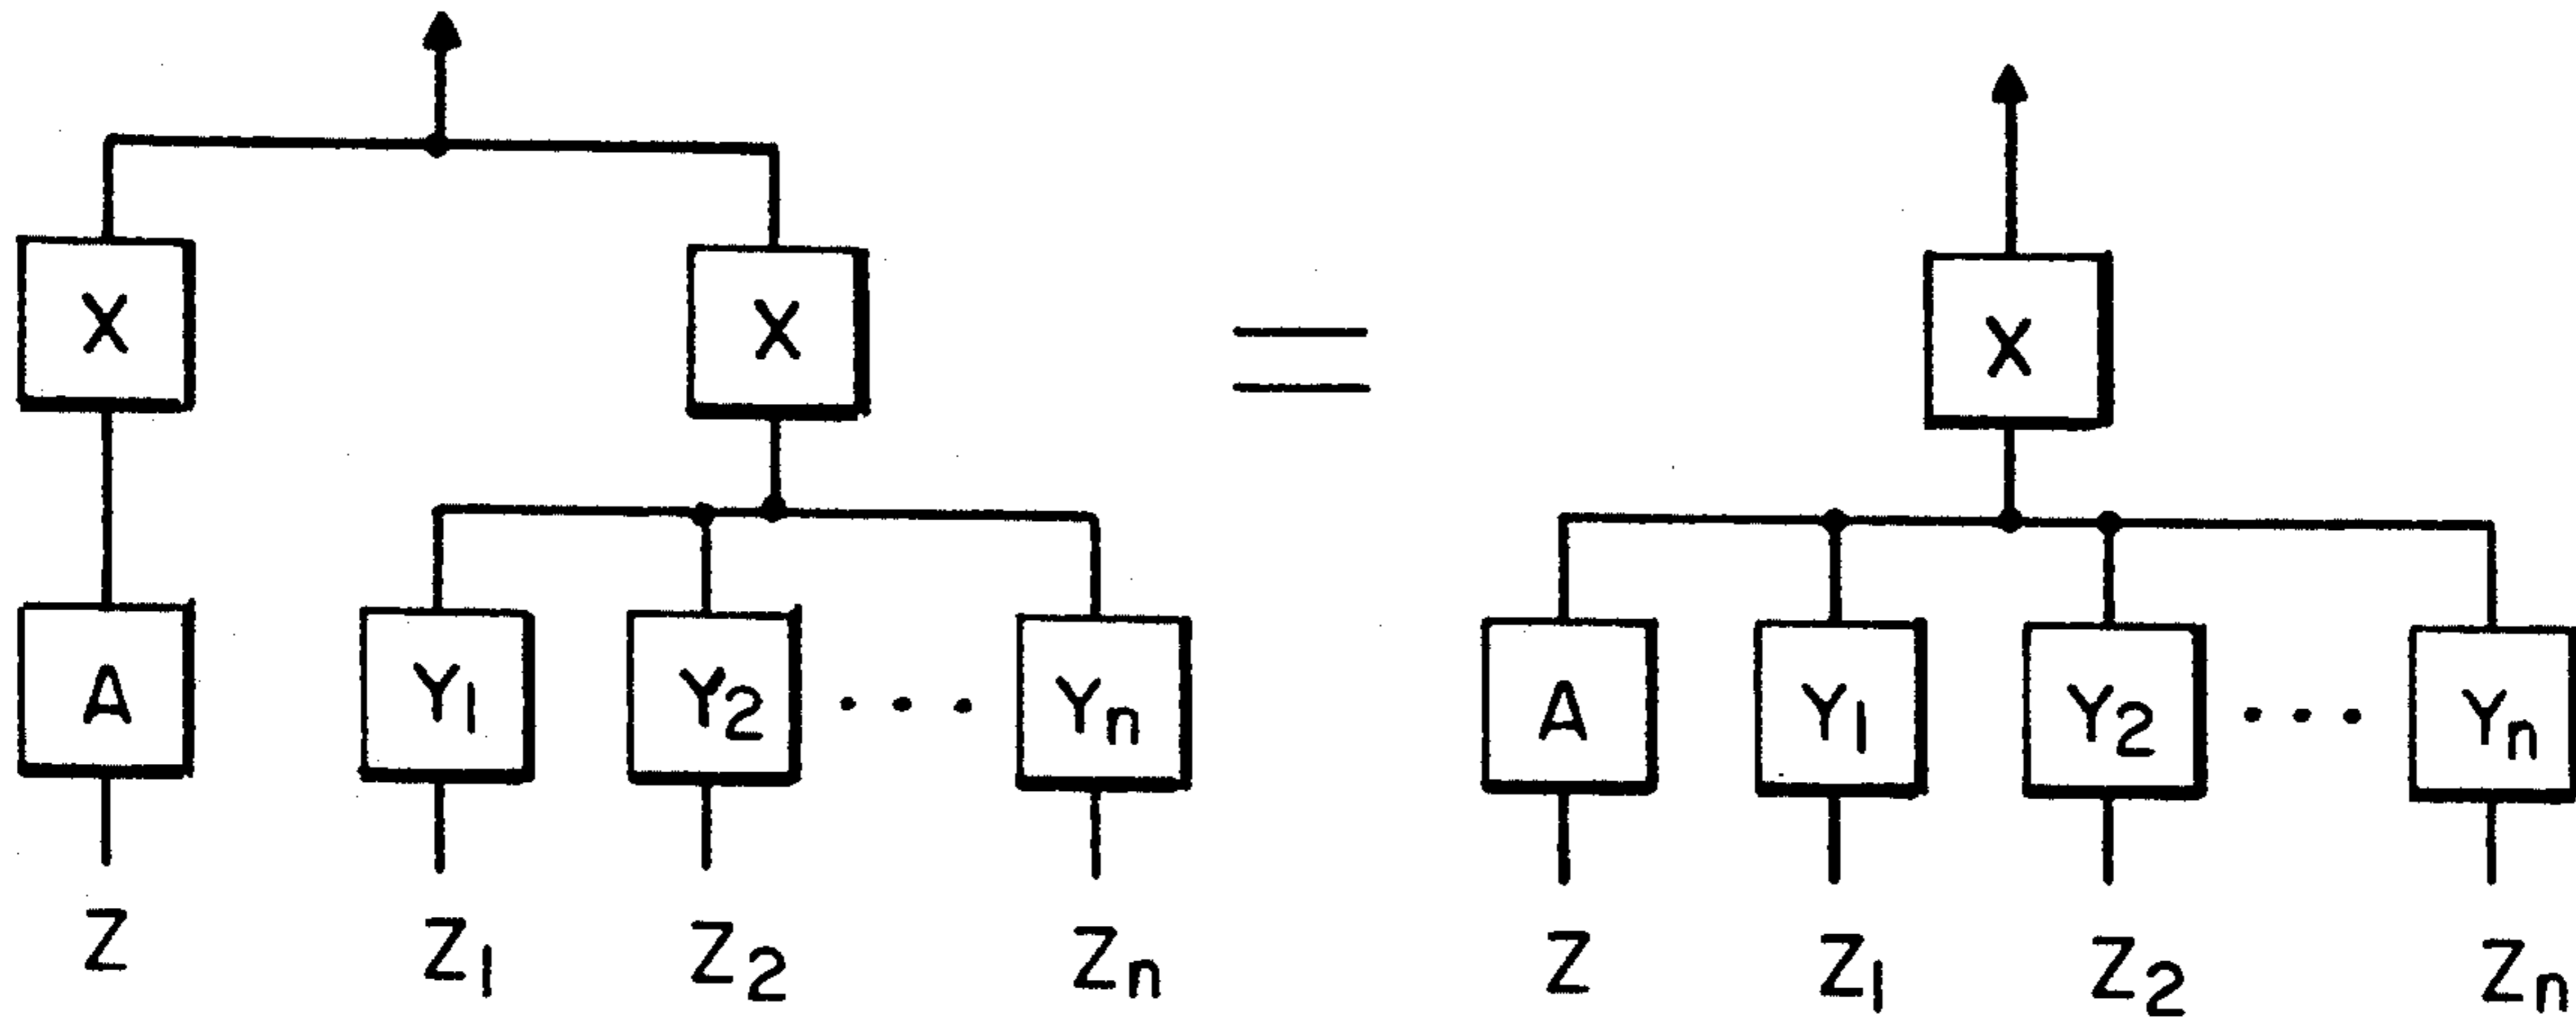 X X = X
A Y1 Y2 . . . Yn A Y1 Y2 . . . Yn
Z Z1 Z2 Zn Z Z1 Z2 Zn